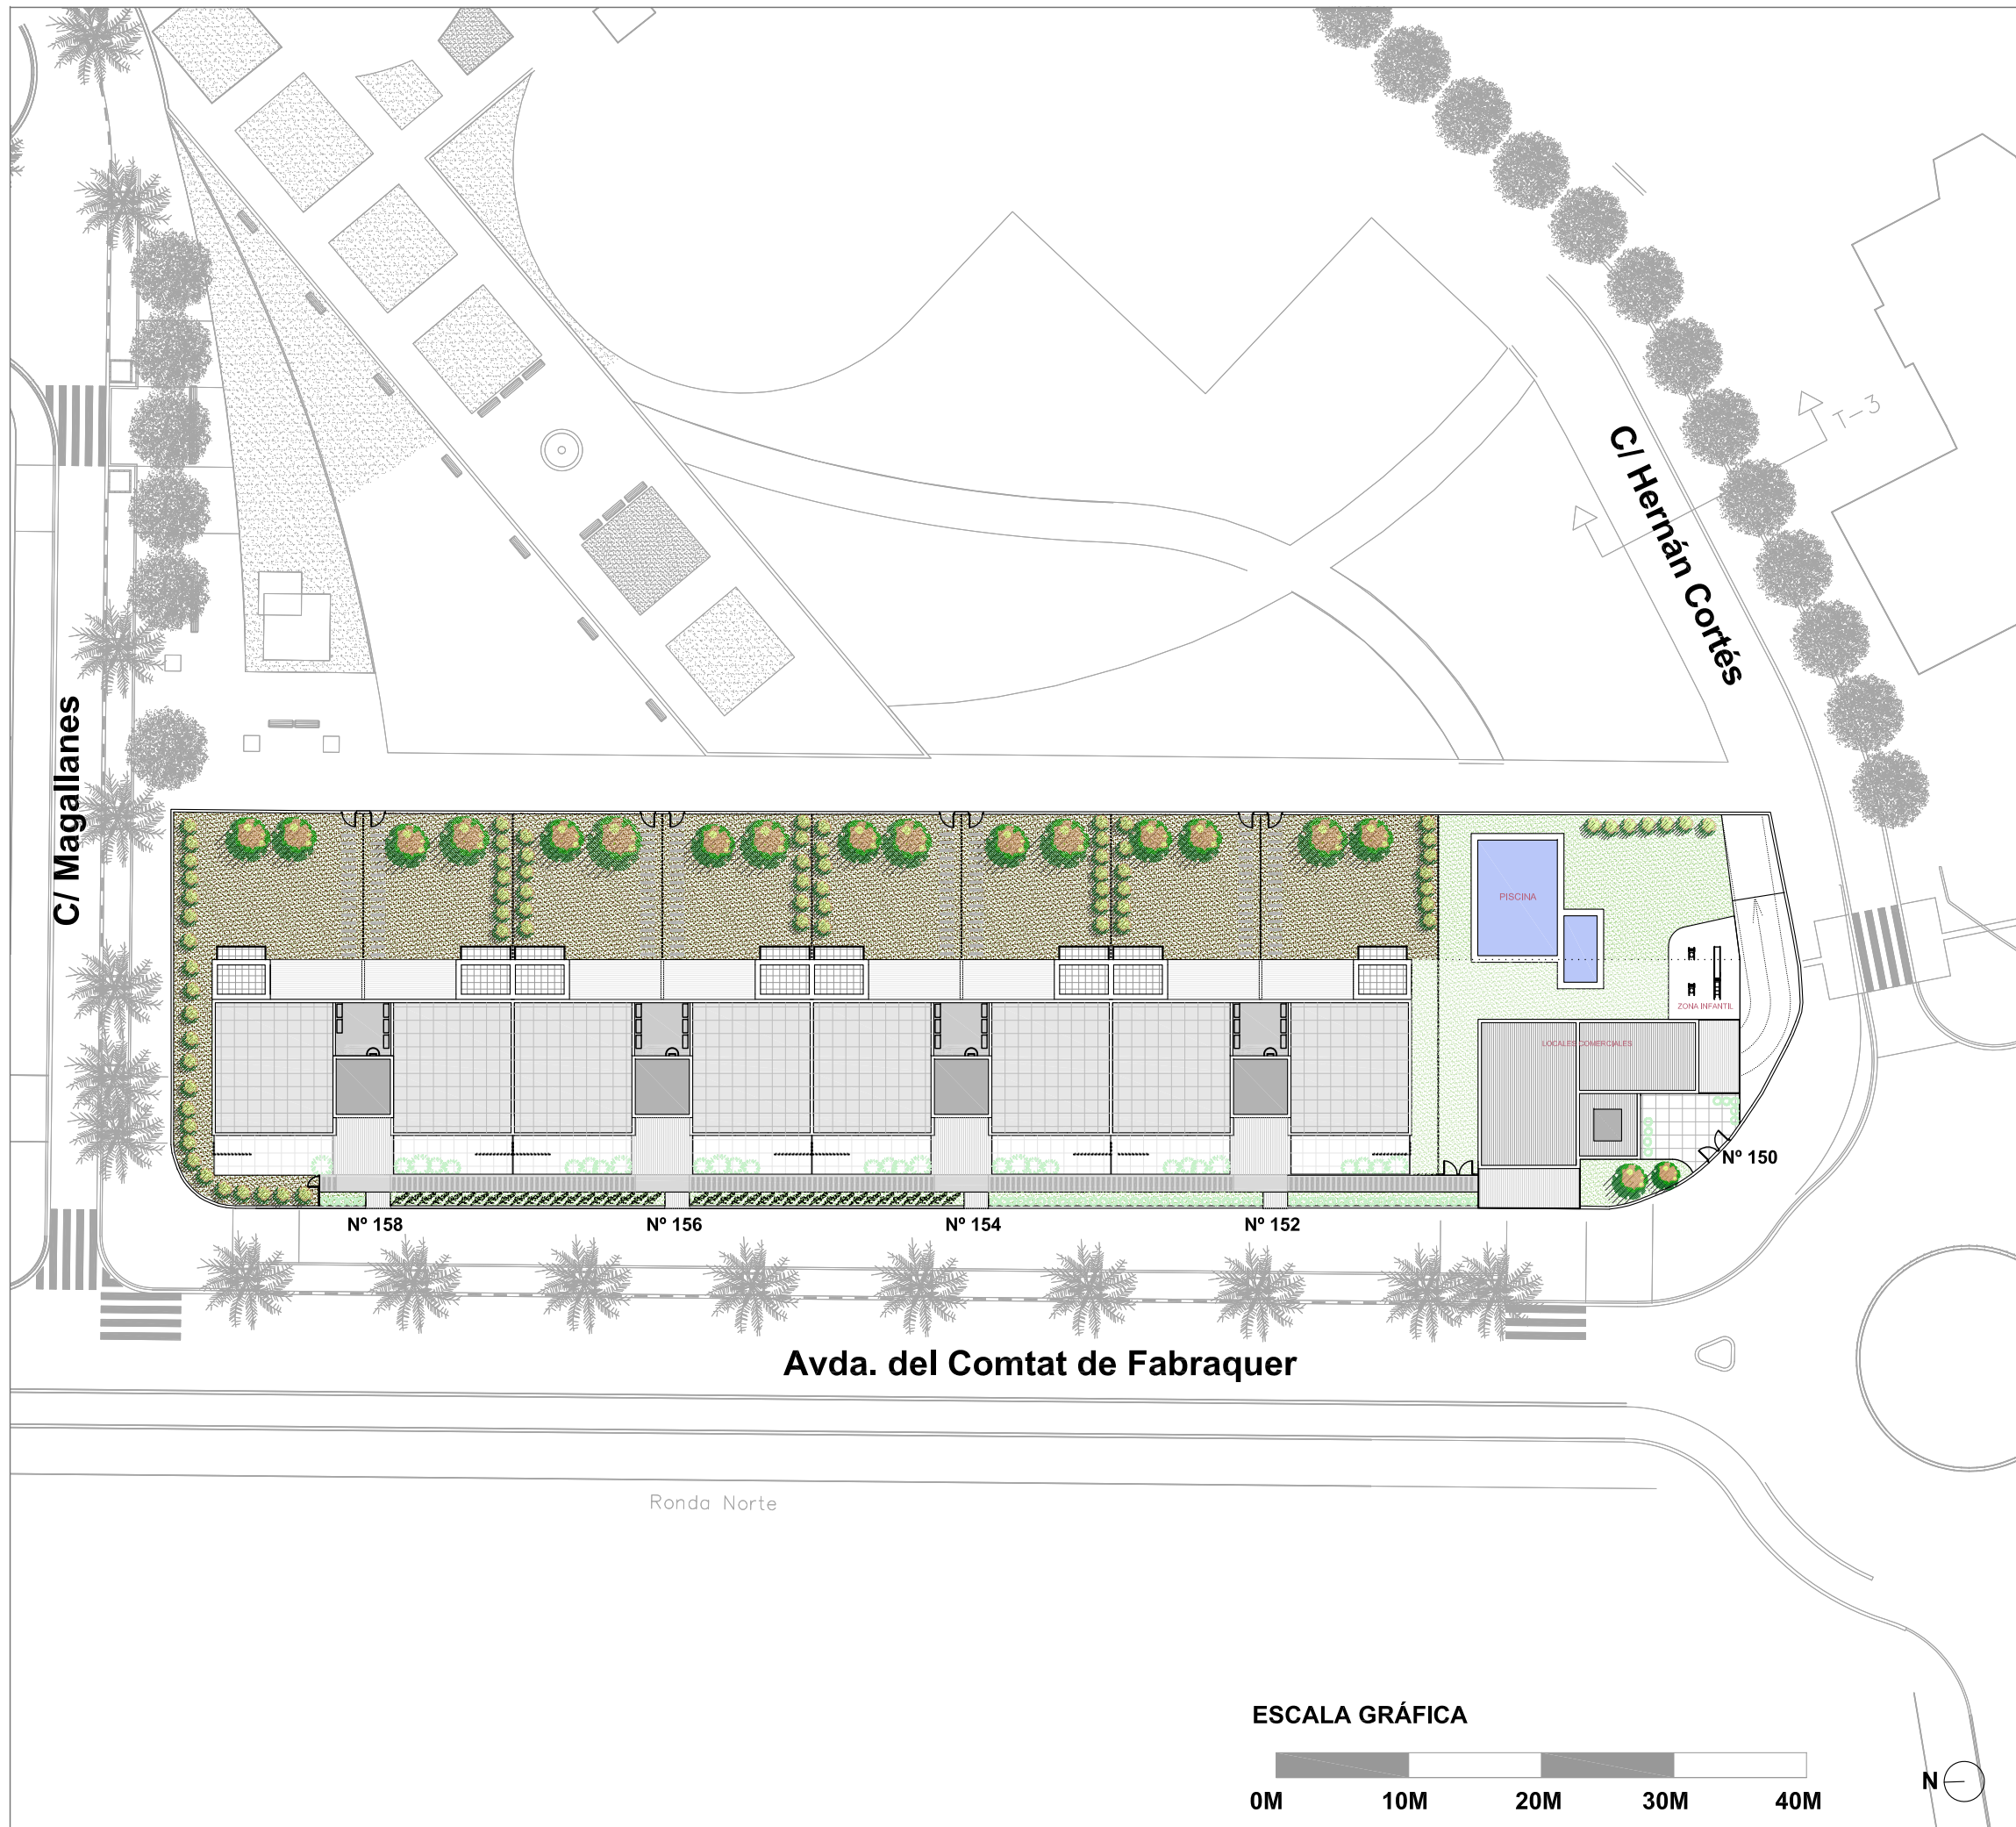 T-3
C/ Hernán Cortés
C/ Magallanes
PISCINA
ZONA INFANTIL
LOCALES COMERCIALES
Nº 150
Nº 158
Nº 156
Nº 154
Nº 152
Avda. del Comtat de Fabraquer
Ronda Norte
ESCALA GRÁFICA
N
0M 10M 20M 30M 40M